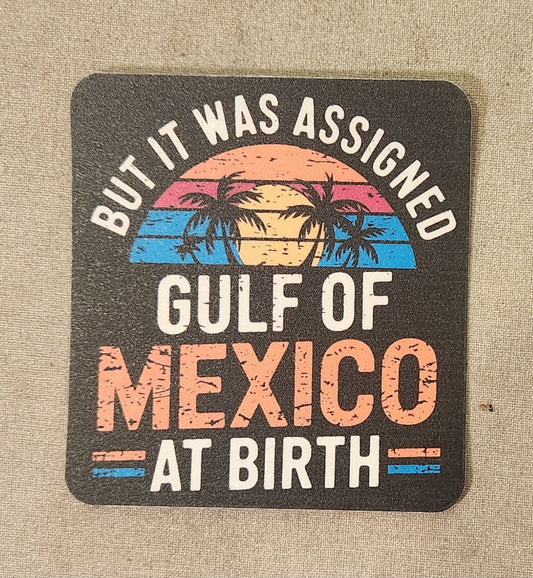 BUT IT WAS ASSIGNED
GULF OF
MEXICO
AT BIRTH